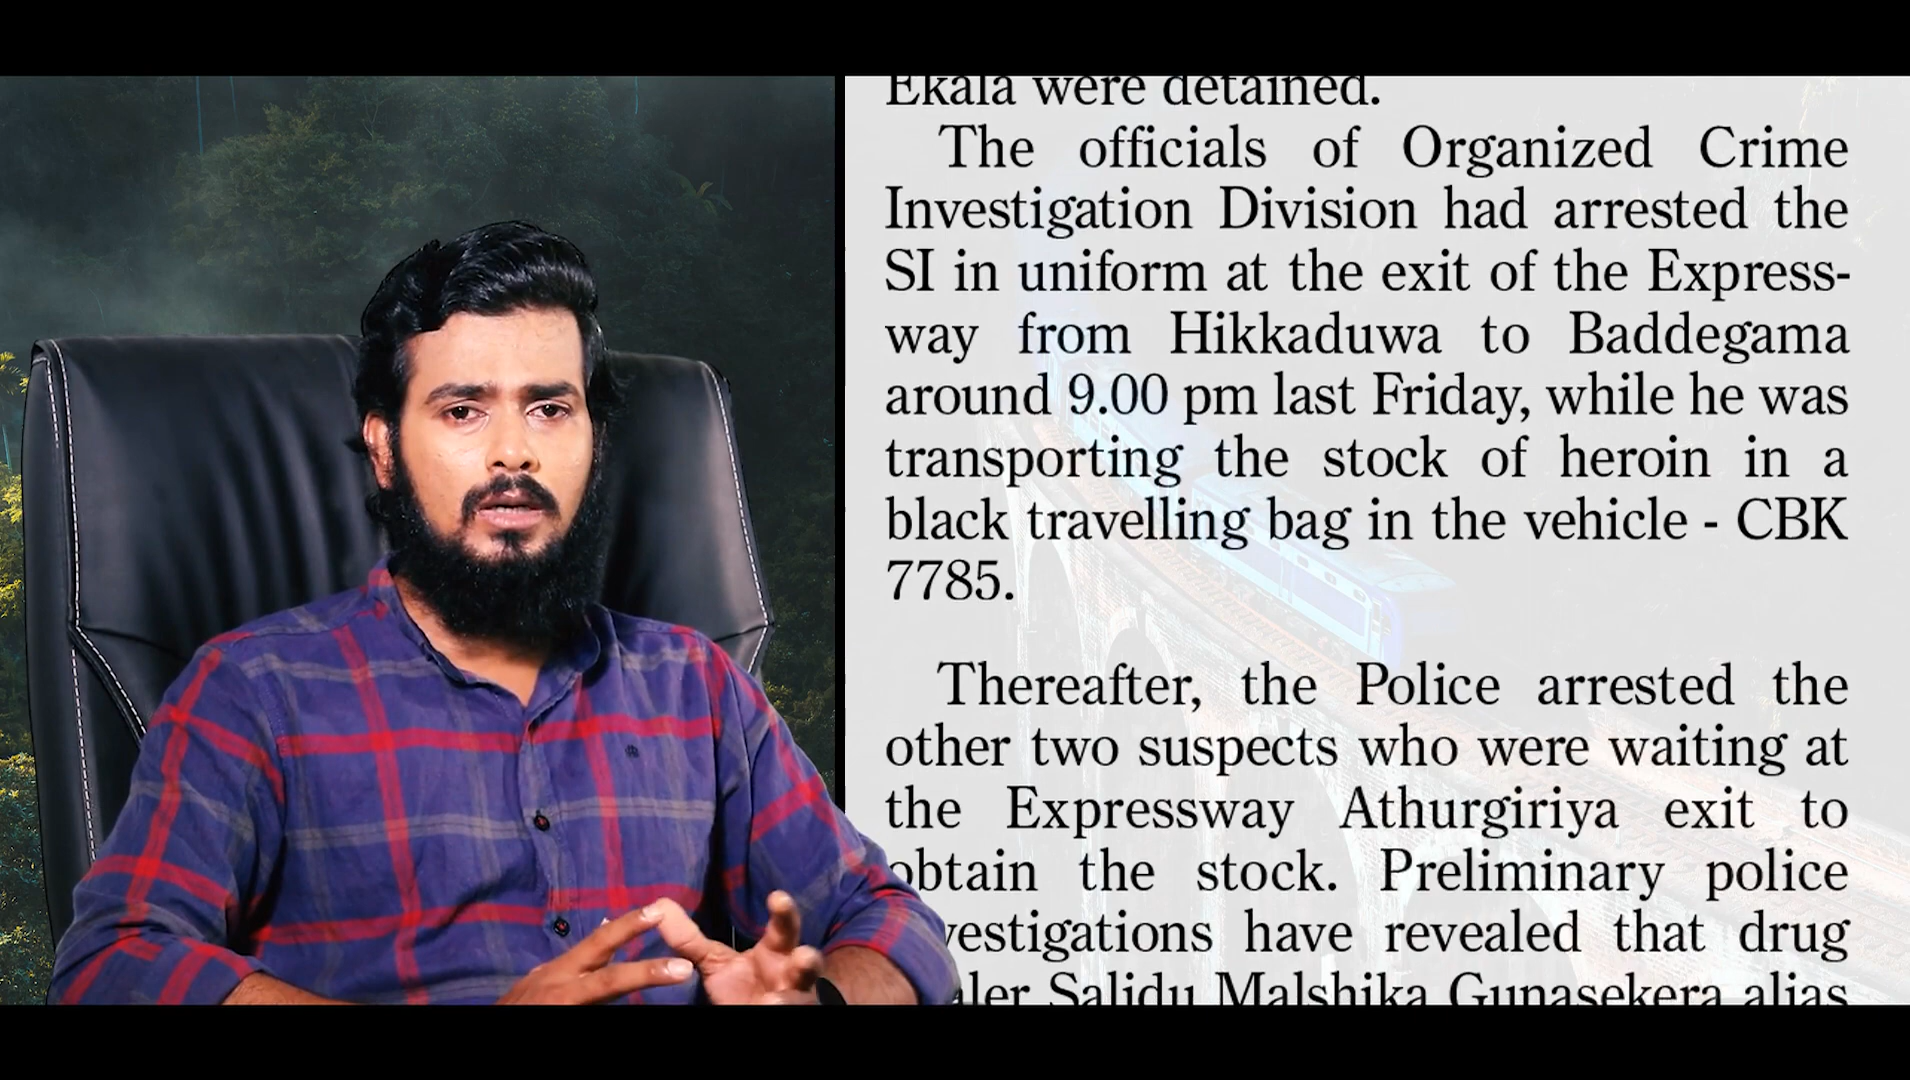 Ekala were detained.
The officials of Organized Crime
Investigation Division had arrested the
SI in uniform at the exit of the Express-
way from Hikkaduwa to Baddegama
around 9.00 pm last Friday, while he was
transporting the stock of heroin in a
black travelling bag in the vehicle - CBK
7785.
Thereafter, the Police arrested the
other two suspects who were waiting at
the Expressway Athurgiriya exit to
obtain the stock. Preliminary police
vestigations have revealed that drug
aler Salidu Malshika Gunasekera alias